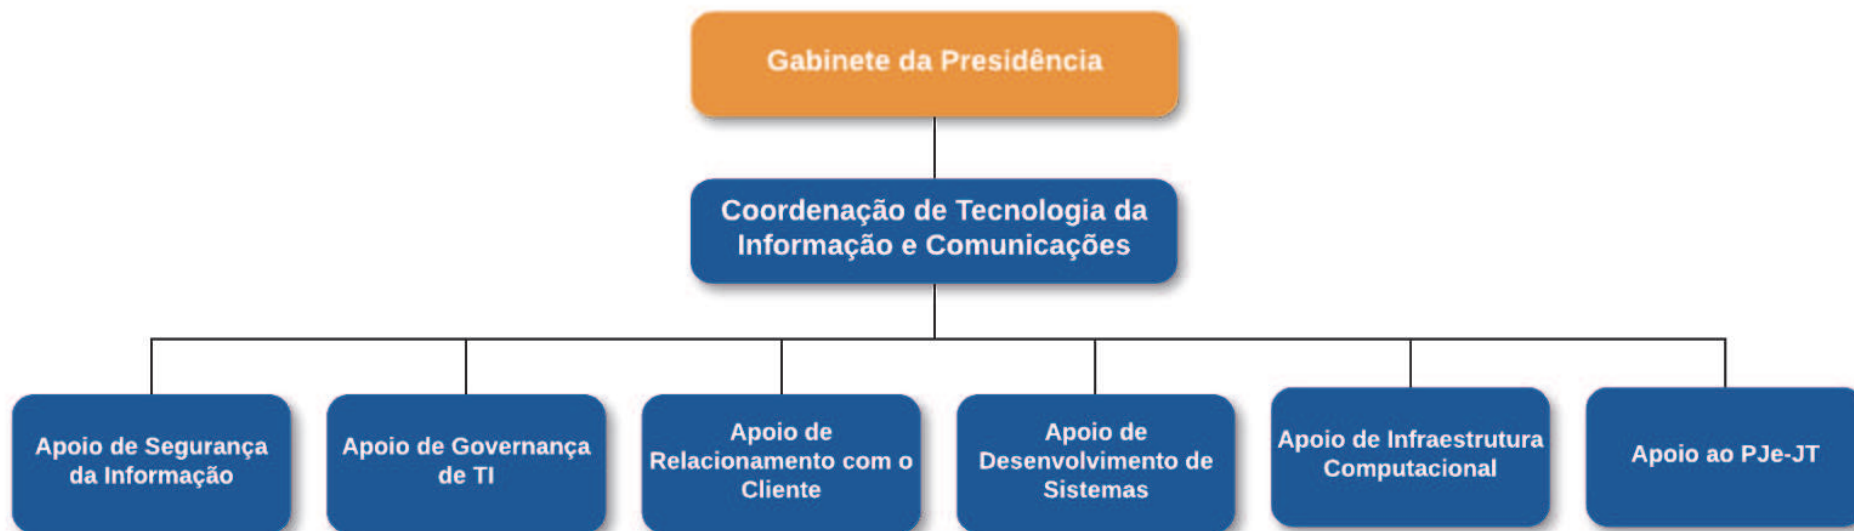 Gabinete da Presidência
Coordenação de Tecnologia da
Informação e Comunicações
Apoio de Segurança
da Informação
Apoio de Governança
de TI
Apoio de
Relacionamento com o
Cliente
Apoio de
Desenvolvimento de
Sistemas
Apoio de Infraestrutura
Computacional
Apoio ao PJe-JT